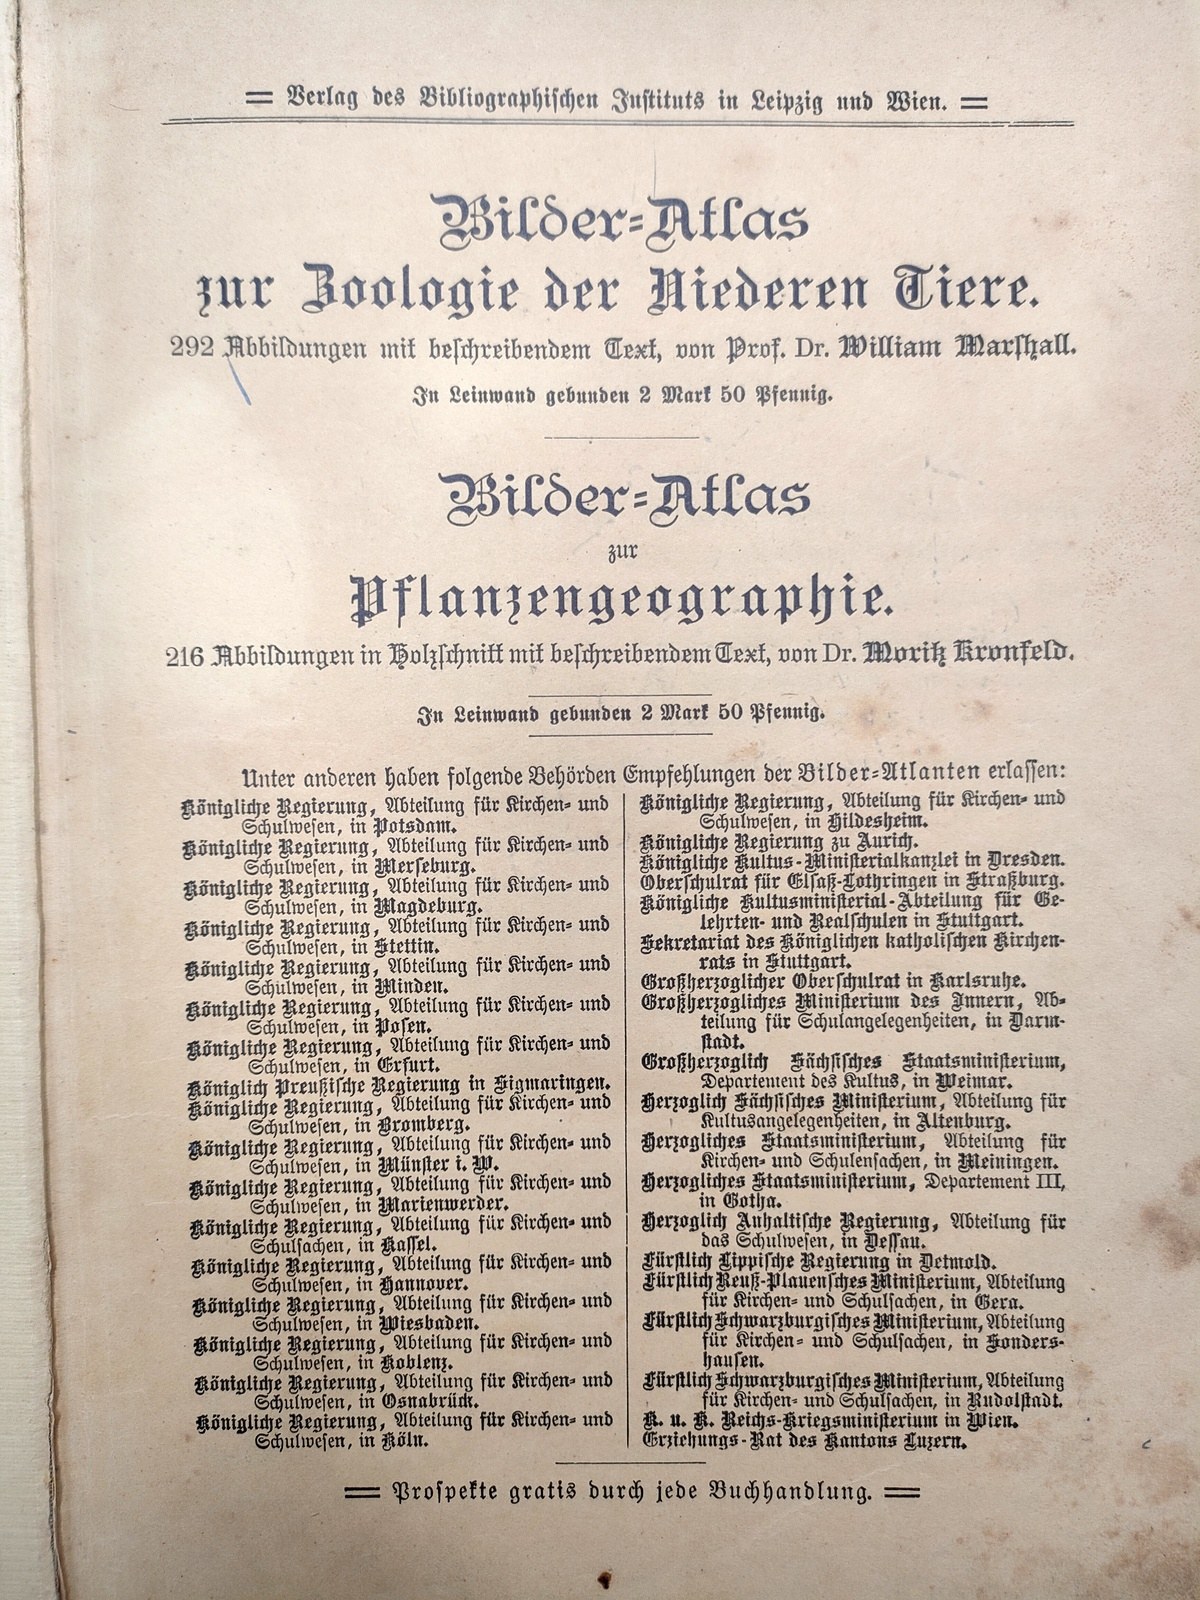 Verlag des Bibliographischen Instituts in Leipzig und Wien.
Bilder-Atlas
zur Zoologie der Niederen Tiere.
292 Abbildungen mit beschreibendem Text, von Prof. Dr. William Marshall.
In Leinwand gebunden 2 Mark 50 Pfennig.
Bilder-Atlas
zur
Pflanzengeographie.
216 Abbildungen in Holzschnitt mit beschreibendem Text, von Dr. Moritz Kronfeld.
In Leinwand gebunden 2 Mark 50 Pfennig.
Unter anderen haben folgende Behörden Empfehlungen der Bilder-Atlanten erlassen:
Königliche Regierung, Abteilung für Kirchen- und
Schulwesen, in Potsdam.
Königliche Regierung, Abteilung für Kirchen- und
Schulwesen, in Merseburg.
Königliche Regierung, Abteilung für Kirchen- und
Schulwesen, in Magdeburg.
Königliche Regierung, Abteilung für Kirchen- und
Schulwesen, in Stettin.
Königliche Regierung, Abteilung für Kirchen- und
Schulwesen, in Minden.
Königliche Regierung, Abteilung für Kirchen- und
Schulwesen, in Posen.
Königliche Regierung, Abteilung für Kirchen- und
Schulwesen, in Erfurt.
Königlich Preußische Regierung in Sigmaringen.
Königliche Regierung, Abteilung für Kirchen- und
Schulwesen, in Bromberg.
Königliche Regierung, Abteilung für Kirchen- und
Schulwesen, in Münster i. W.
Königliche Regierung, Abteilung für Kirchen- und
Schulwesen, in Marienwerder.
Königliche Regierung, Abteilung für Kirchen- und
Schulsachen, in Kassel.
Königliche Regierung, Abteilung für Kirchen- und
Schulwesen, in Hannover.
Königliche Regierung, Abteilung für Kirchen- und
Schulwesen, in Wiesbaden.
Königliche Regierung, Abteilung für Kirchen- und
Schulwesen, in Koblenz.
Königliche Regierung, Abteilung für Kirchen- und
Schulwesen, in Osnabrück.
Königliche Regierung, Abteilung für Kirchen- und
Schulwesen, in Köln.
Königliche Regierung, Abteilung für Kirchen- und
Schulwesen, in Hildesheim.
Königliche Regierung zu Aurich.
Königliche Kultus-Ministerialkanzlei in Dresden.
Oberschulrat für Elsaß-Lothringen in Straßburg.
Königliche Kultusministerial-Abteilung für Ge-
lehrten- und Realschulen in Stuttgart.
Sekretariat des Königlichen katholischen Kirchen-
rats in Stuttgart.
Großherzoglicher Oberschulrat in Karlsruhe.
Großherzogliches Ministerium des Innern, Ab-
teilung für Schulangelegenheiten, in Darm-
stadt.
Großherzoglich Sächsisches Staatsministerium,
Departement des Kultus, in Weimar.
Herzoglich Sächsisches Ministerium, Abteilung für
Kultusangelegenheiten, in Altenburg.
Herzogliches Staatsministerium, Abteilung für
Kirchen- und Schulensachen, in Meiningen.
Herzogliches Staatsministerium, Departement III,
in Gotha.
Herzoglich Anhaltische Regierung, Abteilung für
das Schulwesen, in Dessau.
Fürstlich Lippische Regierung in Detmold.
Fürstlich Reuß-Plauensches Ministerium, Abteilung
für Kirchen- und Schulsachen, in Gera.
Fürstlich Schwarzburgisches Ministerium, Abteilung
für Kirchen- und Schulsachen, in Sonders-
hausen.
Fürstlich Schwarzburgisches Ministerium, Abteilung
für Kirchen- und Schulsachen, in Rudolstadt.
K. u. K. Reichs-Kriegsministerium in Wien.
Erziehungs-Rat des Kantons Luzern.
Prospekte gratis durch jede Buchhandlung.